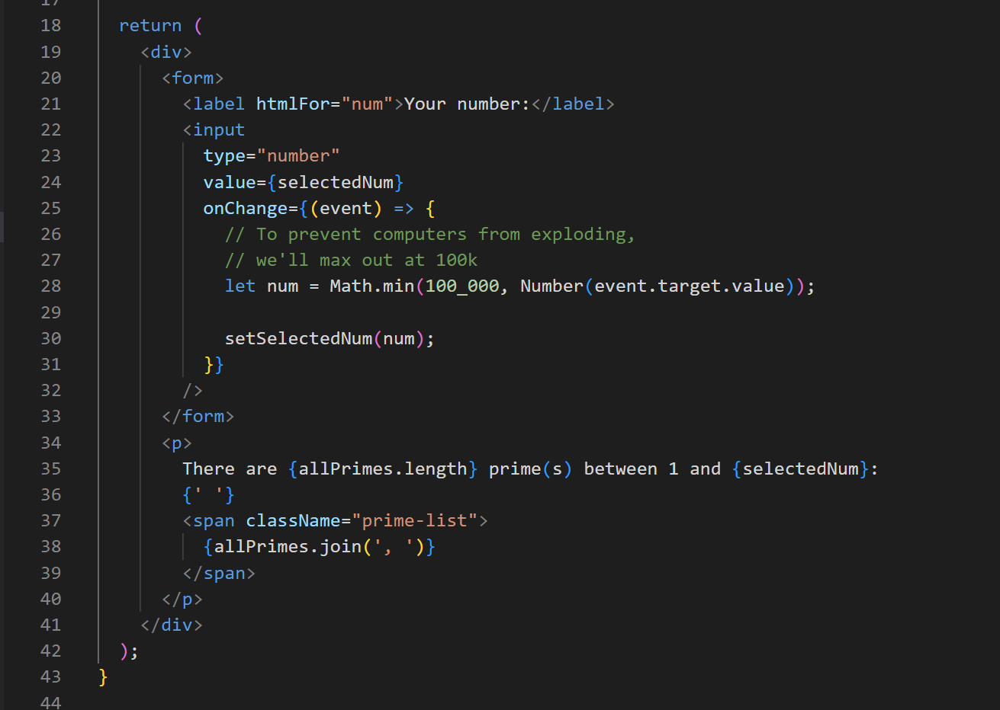 17
18 return (
19 <div>
20 <form>
21 <label htmlFor="num">Your number:</label>
22 <input
23 type="number"
24 value={selectedNum}
25 onChange={(event) => {
26 // To prevent computers from exploding,
27 // we'll max out at 100k
28 let num = Math.min(100_000, Number(event.target.value));
29
30 setSelectedNum(num);
31 }}
32 />
33 </form>
34 <p>
35 There are {allPrimes.length} prime(s) between 1 and {selectedNum}:
36 {' '}
37 <span className="prime-list">
38 {allPrimes.join(', ')}
39 </span>
40 </p>
41 </div>
42 );
43 }
44